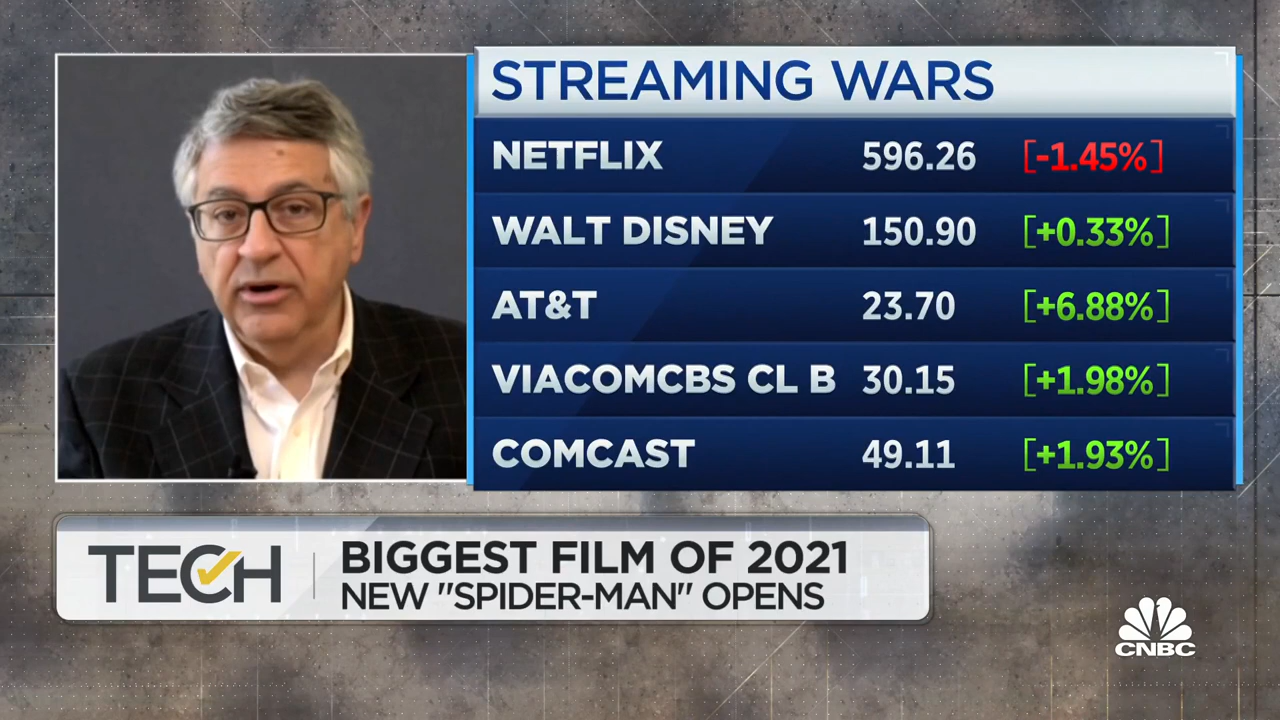 STREAMING WARS
NETFLIX 596.26 [-1.45%]
WALT DISNEY 150.90 [+0.33%]
AT&T 23.70 [+6.88%]
VIACOMCBS CL B 30.15 [+1.98%]
COMCAST 49.11 [+1.93%]
TECH
BIGGEST FILM OF 2021
NEW "SPIDER-MAN" OPENS
CNBC